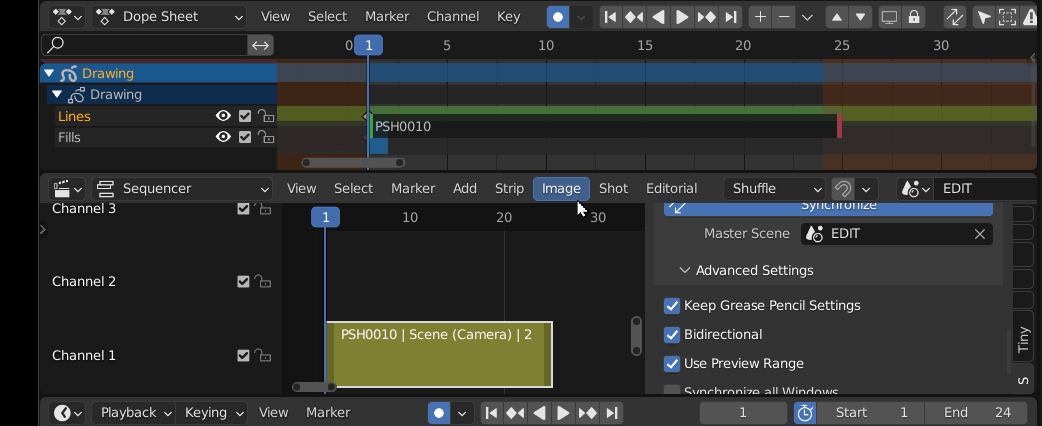 Dope Sheet View Select Marker Channel Key
0 1 5 10 15 20 25 30
Drawing
Drawing
Lines
PSH0010
Fills
Sequencer View Select Marker Add Strip Image Shot Editorial Shuffle EDIT
Channel 3
1 10 20 30
Synchronize
Master Scene EDIT
Advanced Settings
Channel 2
Keep Grease Pencil Settings
PSH0010 | Scene (Camera) | 2
Bidirectional
Channel 1
Use Preview Range
Synchronize all Windows
Tiny
S
Playback Keying View Marker 1 Start 1 End 24